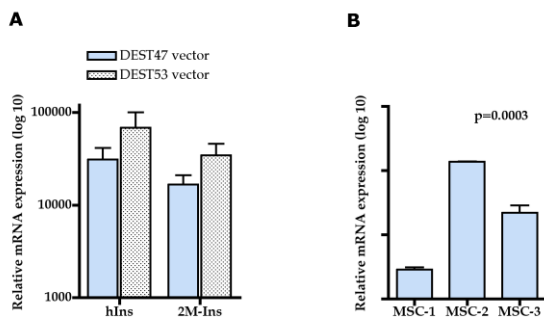 A
DEST47 vector
DEST53 vector
Relative mRNA expression (log 10)
100000
10000
1000
hIns
2M-Ins
B
Relative mRNA expression (log 10)
p=0.0003
MSC-1
MSC-2
MSC-3